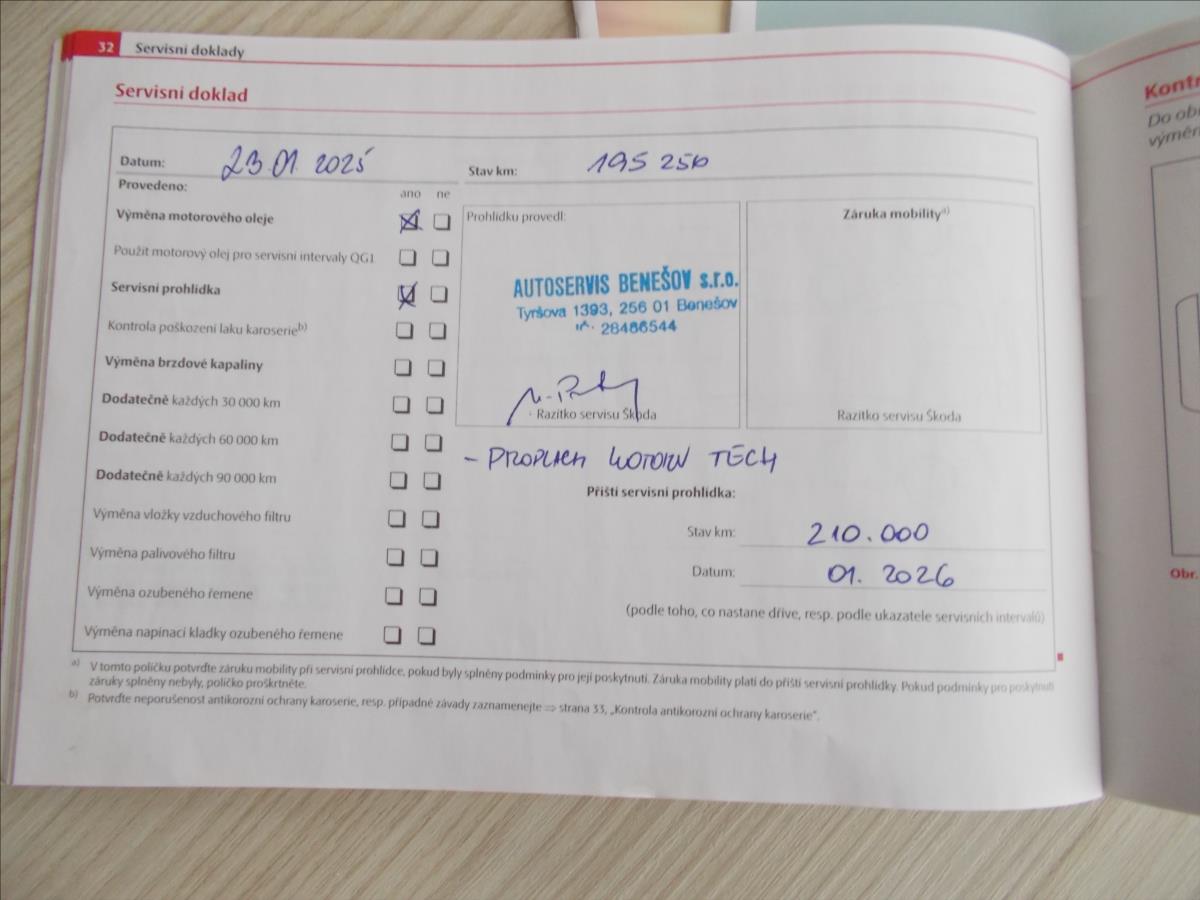 32 Servisní doklady
Servisní doklad
Datum: 23.01. 2025
Stav km: 195 256
Provedeno:
ano ne
Výměna motorového oleje
Použit motorový olej pro servisní intervaly QG1
Servisní prohlídka
Kontrola poškození laku karoserie b)
Výměna brzdové kapaliny
Dodatečně každých 30 000 km
Dodatečně každých 60 000 km
Dodatečně každých 90 000 km
Výměna vložky vzduchového filtru
Výměna palivového filtru
Výměna ozubeného řemene
Výměna napínací kladky ozubeného řemene
Prohlídku provedl:
AUTOSERVIS BENEŠOV s.r.o.
Tyršova 1393, 256 01 Benešov
IČ: 28486544
Razítko servisu Škoda
Záruka mobility a)
Razítko servisu Škoda
- PROPLACH MOTORU TECH
Příští servisní prohlídka:
Stav km: 210.000
Datum: 01. 2026
(podle toho, co nastane dříve, resp. podle ukazatele servisních intervalů)
a) V tomto políčku potvrďte záruku mobility při servisní prohlídce, pokud byly splněny podmínky pro její poskytnutí. Záruka mobility platí do příští servisní prohlídky. Pokud podmínky pro poskytnutí
záruky splněny nebyly, políčko proškrtněte.
b) Potvrďte neporušenost antikorozní ochrany karoserie, resp. případné závady zaznamenejte ⇒ strana 33, „Kontrola antikorozní ochrany karoserie“.
Do
Obr.